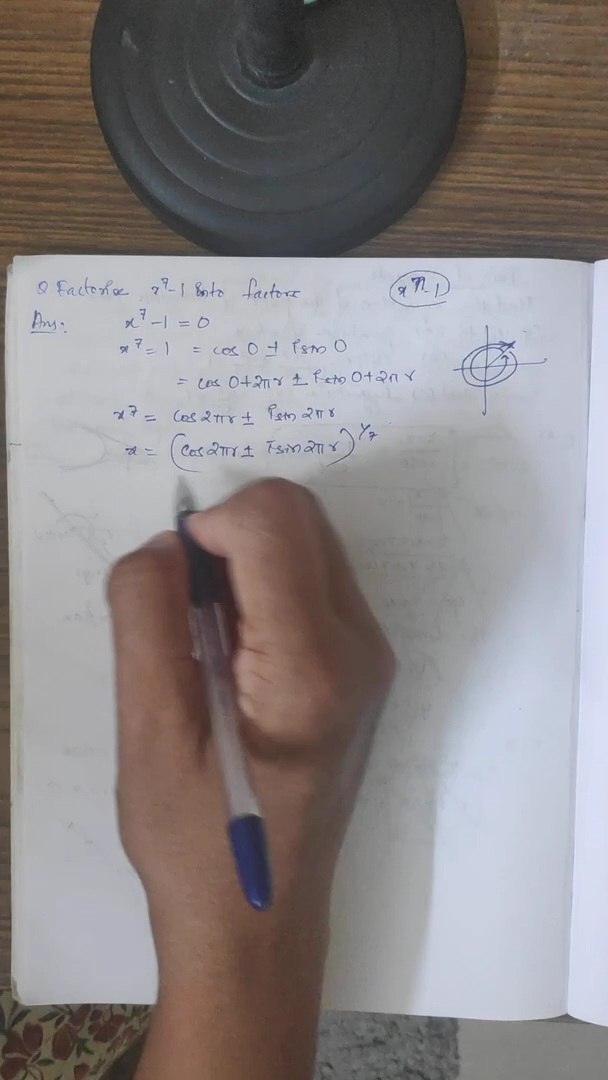 Q Factorise x⁷-1 into factors
xⁿ-1
Ans: x⁷-1 = 0
x⁷ = 1 = cos 0 ± i sin 0
= cos 0+2πr ± i sin 0+2πr
x⁷ = cos 2πr ± i sin 2πr
x = (cos 2πr ± i sin 2πr)^1/7